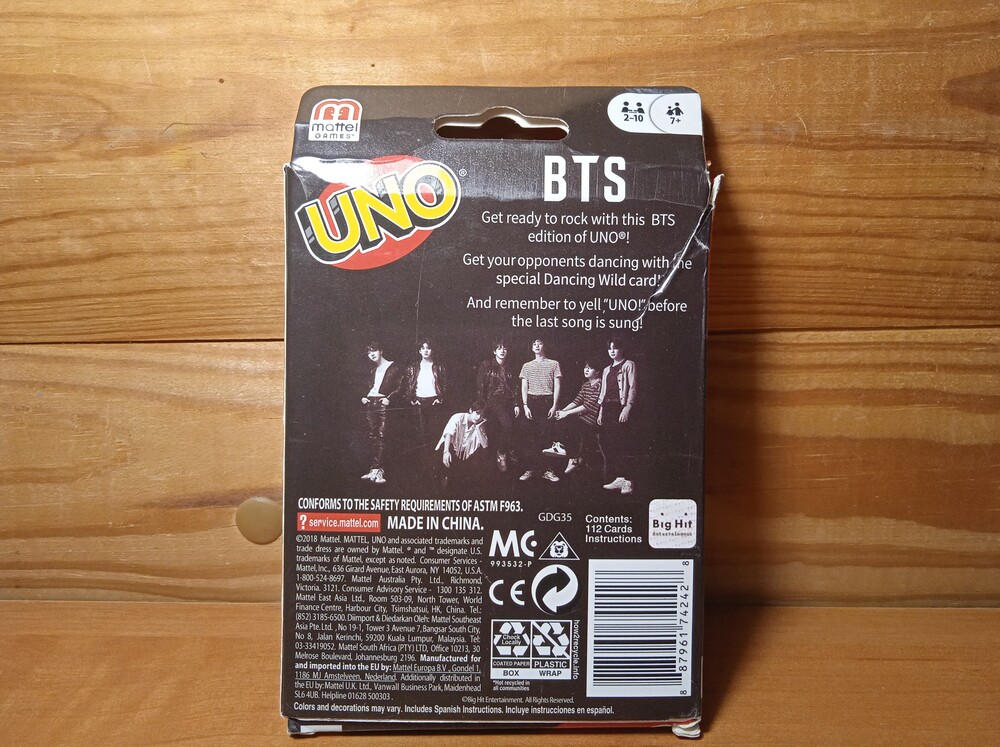 mattel
GAMES™
2-10
7+
UNO®
BTS
Get ready to rock with this BTS
edition of UNO®!
Get your opponents dancing with the
special Dancing Wild card!
And remember to yell "UNO!" before
the last song is sung!
CONFORMS TO THE SAFETY REQUIREMENTS OF ASTM F963.
? service.mattel.com MADE IN CHINA.
©2018 Mattel. MATTEL, UNO and associated trademarks and
trade dress are owned by Mattel. ® and ™ designate U.S.
trademarks of Mattel, except as noted. Consumer Services -
Mattel, Inc., 636 Girard Avenue, East Aurora, NY 14052, U.S.A.
1-800-524-8697. Mattel Australia Pty. Ltd., Richmond,
Victoria. 3121. Consumer Advisory Service - 1300 135 312.
Mattel East Asia Ltd., Room 503-09, North Tower, World
Finance Centre, Harbour City, Tsimshatsui, HK, China. Tel.:
(852) 3185-6500. Diimport & Diedarkan Oleh: Mattel Southeast
Asia Pte. Ltd., No 19-1, Tower 3 Avenue 7, Bangsar South City,
No 8, Jalan Kerinchi, 59200 Kuala Lumpur, Malaysia. Tel:
03-33419052. Mattel South Africa (PTY) LTD, Office 102I3, 30
Melrose Boulevard, Johannesburg 2196. Manufactured for
and imported into the EU by: Mattel Europa B.V., Gondel 1,
1186 MJ Amstelveen, Nederland. Additionally distributed in
the EU by: Mattel U.K. Ltd., Vanwall Business Park, Maidenhead
SL6 4UB. Helpline 01628 500303.
GDG35
Contents:
112 Cards
Instructions
Big Hit
Entertainment
MC
993532-P
CE
Check
Locally*
COATED PAPER
BOX
PLASTIC
WRAP
*Not recycled in
all communities
how2recycle.info
8 87961 74242 8
©Big Hit Entertainment. All Rights Reserved.
Colors and decorations may vary. Includes Spanish Instructions. Incluye instrucciones en español.